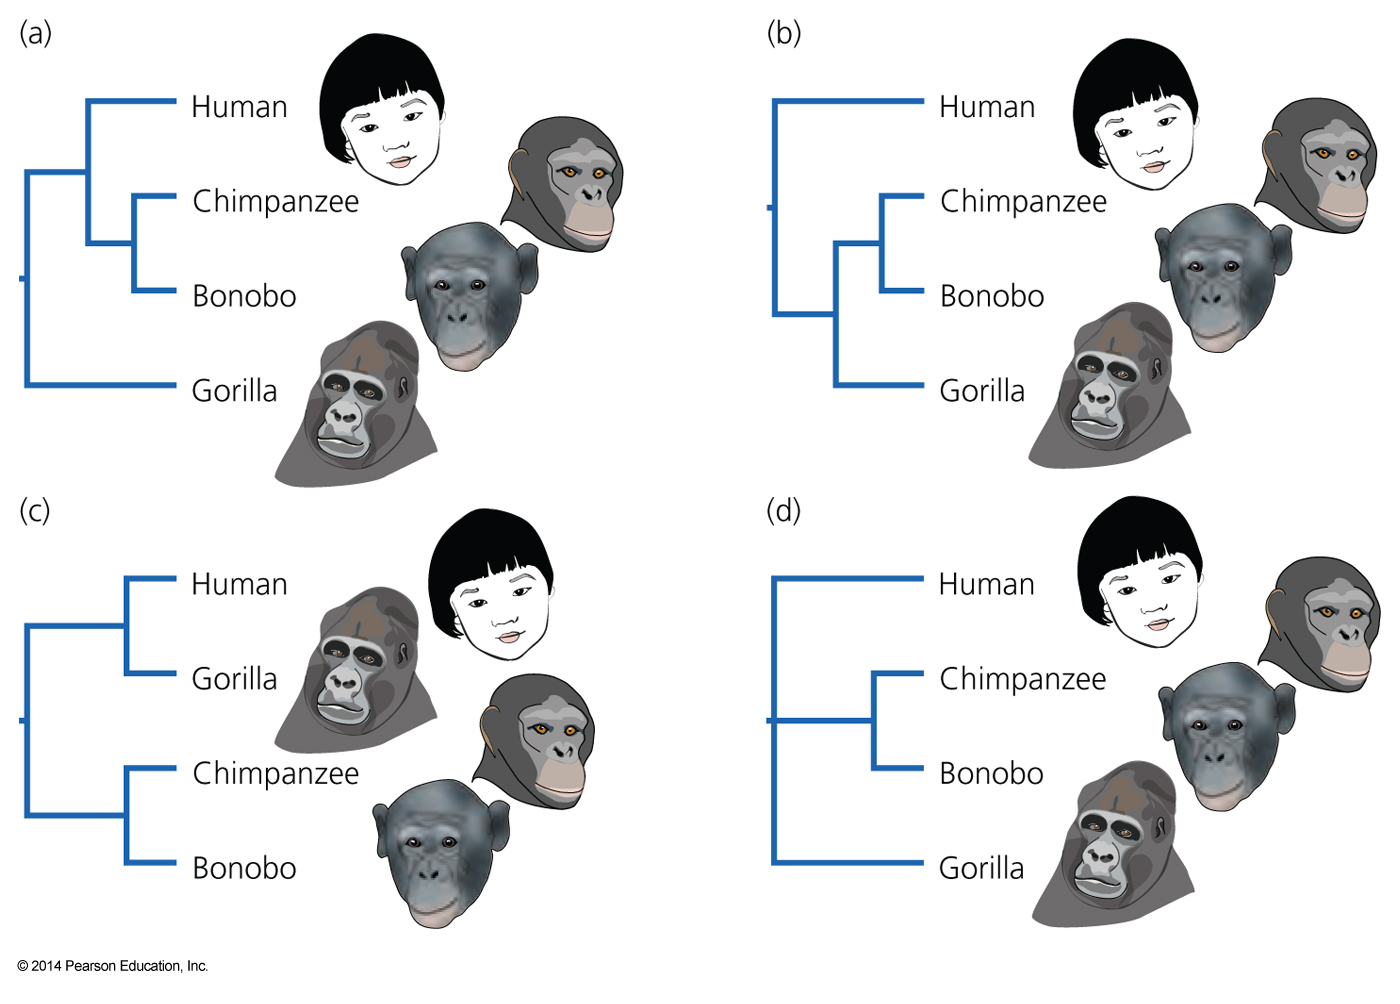 (a)
Human
Chimpanzee
Bonobo
Gorilla
(b)
Human
Chimpanzee
Bonobo
Gorilla
(c)
Human
Gorilla
Chimpanzee
Bonobo
(d)
Human
Chimpanzee
Bonobo
Gorilla
© 2014 Pearson Education, Inc.